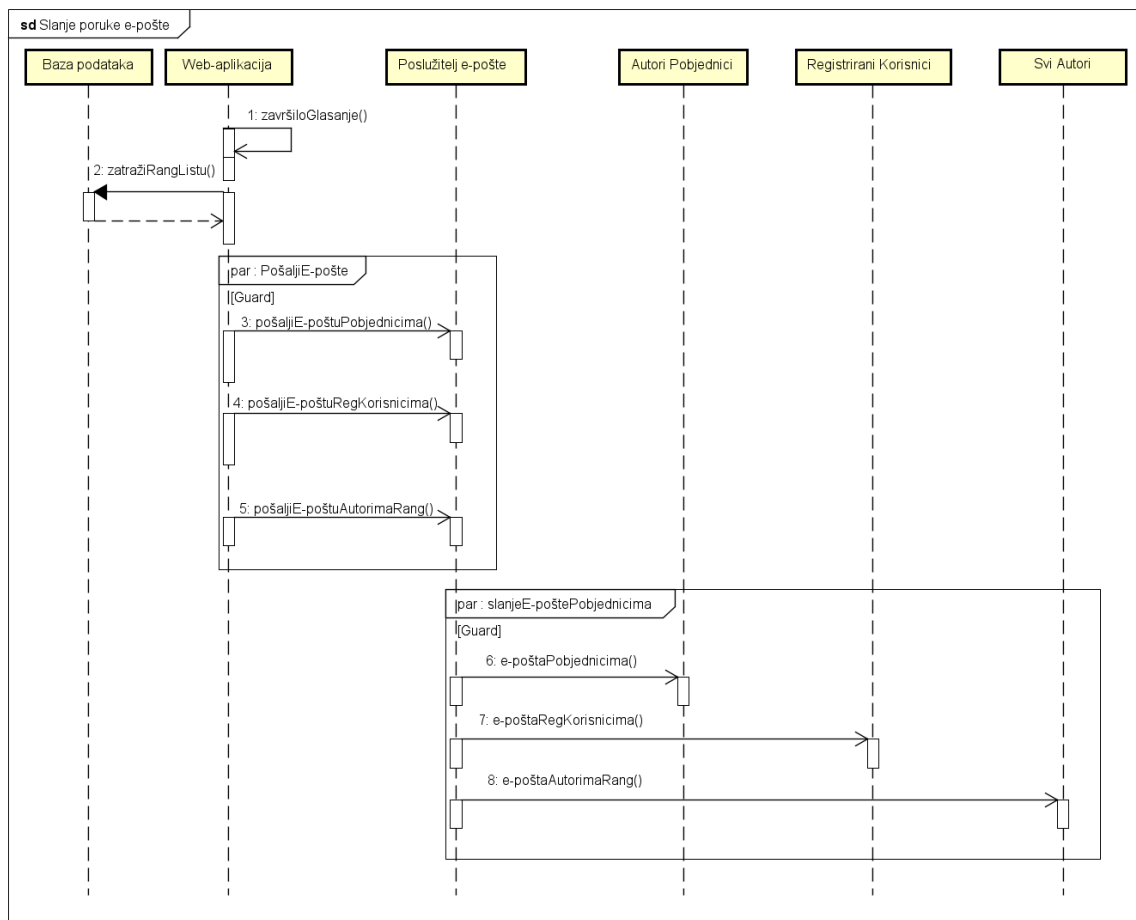 sd Slanje poruke e-pošte
Baza podataka
Web-aplikacija
Poslužitelj e-pošte
Autori Pobjednici
Registrirani Korisnici
Svi Autori
1: završiloGlasanje()
2: zatražiRangListu()
par : PošaljiE-pošte
[Guard]
3: pošaljiE-poštuPobjednicima()
4: pošaljiE-poštuRegKorisnicima()
5: pošaljiE-poštuAutorimaRang()
par : slanjeE-poštePobjednicima
[Guard]
6: e-poštaPobjednicima()
7: e-poštaRegKorisnicima()
8: e-poštaAutorimaRang()